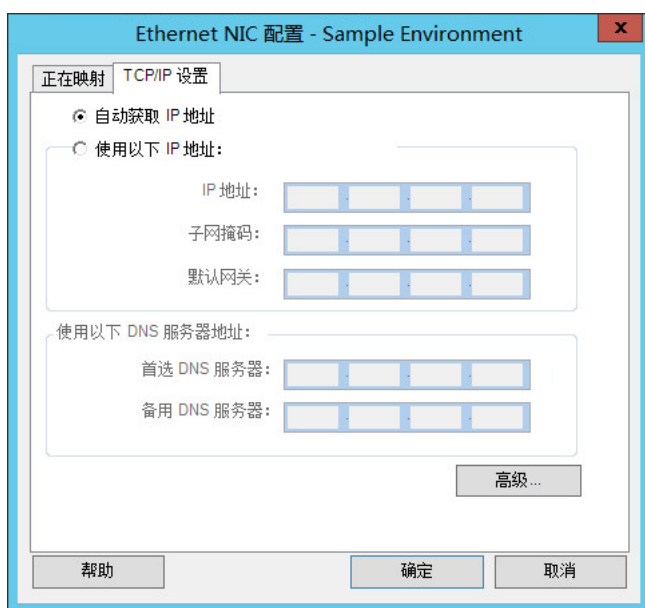 Ethernet NIC 配置 - Sample Environment
x
正在映射 TCP/IP 设置
自动获取 IP 地址
使用以下 IP 地址:
IP 地址:
子网掩码:
默认网关:
使用以下 DNS 服务器地址:
首选 DNS 服务器:
备用 DNS 服务器:
高级...
帮助 确定 取消